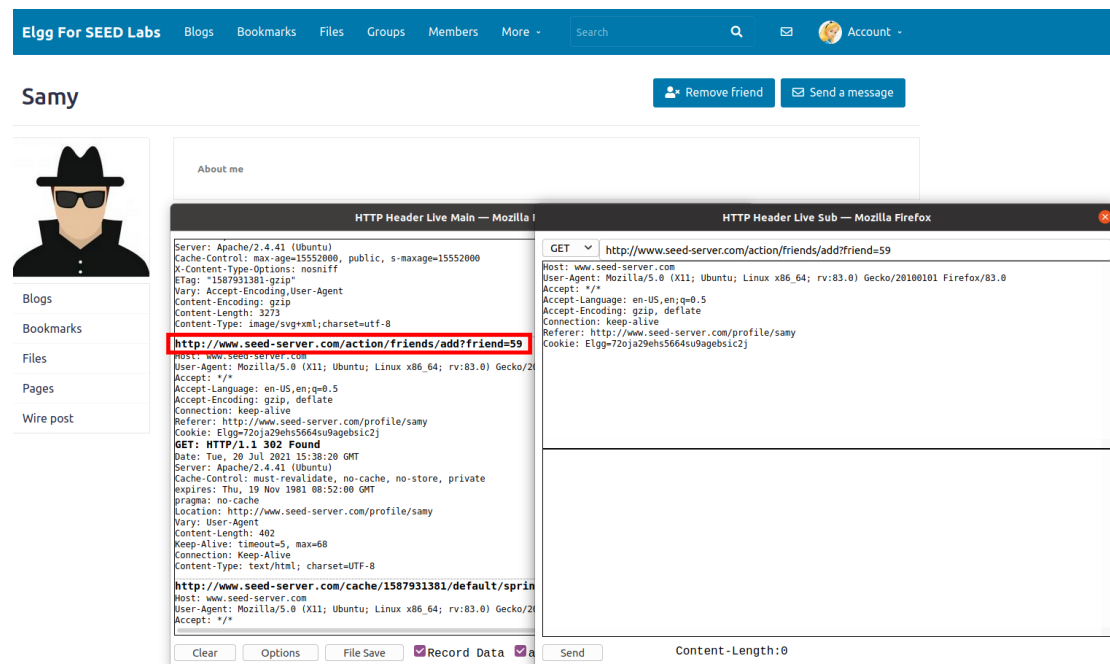 Elgg For SEED Labs Blogs Bookmarks Files Groups Members More Search Account
Samy
Remove friend Send a message
About me
Blogs
Bookmarks
Files
Pages
Wire post
HTTP Header Live Main — Mozilla
Server: Apache/2.4.41 (Ubuntu)
Cache-Control: max-age=15552000, public, s-maxage=15552000
X-Content-Type-Options: nosniff
ETag: "1587931381-gzip"
Vary: Accept-Encoding,User-Agent
Content-Encoding: gzip
Content-Length: 3273
Content-Type: image/svg+xml;charset=utf-8
http://www.seed-server.com/action/friends/add?friend=59
Host: www.seed-server.com
User-Agent: Mozilla/5.0 (X11; Ubuntu; Linux x86_64; rv:83.0) Gecko/20
Accept: */*
Accept-Language: en-US,en;q=0.5
Accept-Encoding: gzip, deflate
Connection: keep-alive
Referer: http://www.seed-server.com/profile/samy
Cookie: Elgg=72oja29ehs5664su9agebsic2j
GET: HTTP/1.1 302 Found
Date: Tue, 20 Jul 2021 15:38:20 GMT
Server: Apache/2.4.41 (Ubuntu)
Cache-Control: must-revalidate, no-cache, no-store, private
expires: Thu, 19 Nov 1981 08:52:00 GMT
pragma: no-cache
Location: http://www.seed-server.com/profile/samy
Vary: User-Agent
Content-Length: 402
Keep-Alive: timeout=5, max=68
Connection: Keep-Alive
Content-Type: text/html; charset=UTF-8
http://www.seed-server.com/cache/1587931381/default/sprin
Host: www.seed-server.com
User-Agent: Mozilla/5.0 (X11; Ubuntu; Linux x86_64; rv:83.0) Gecko/20
Accept: */*
Clear Options File Save Record Data a
HTTP Header Live Sub — Mozilla Firefox
GET http://www.seed-server.com/action/friends/add?friend=59
Host: www.seed-server.com
User-Agent: Mozilla/5.0 (X11; Ubuntu; Linux x86_64; rv:83.0) Gecko/20100101 Firefox/83.0
Accept: */*
Accept-Language: en-US,en;q=0.5
Accept-Encoding: gzip, deflate
Connection: keep-alive
Referer: http://www.seed-server.com/profile/samy
Cookie: Elgg=72oja29ehs5664su9agebsic2j
Send Content-Length:0